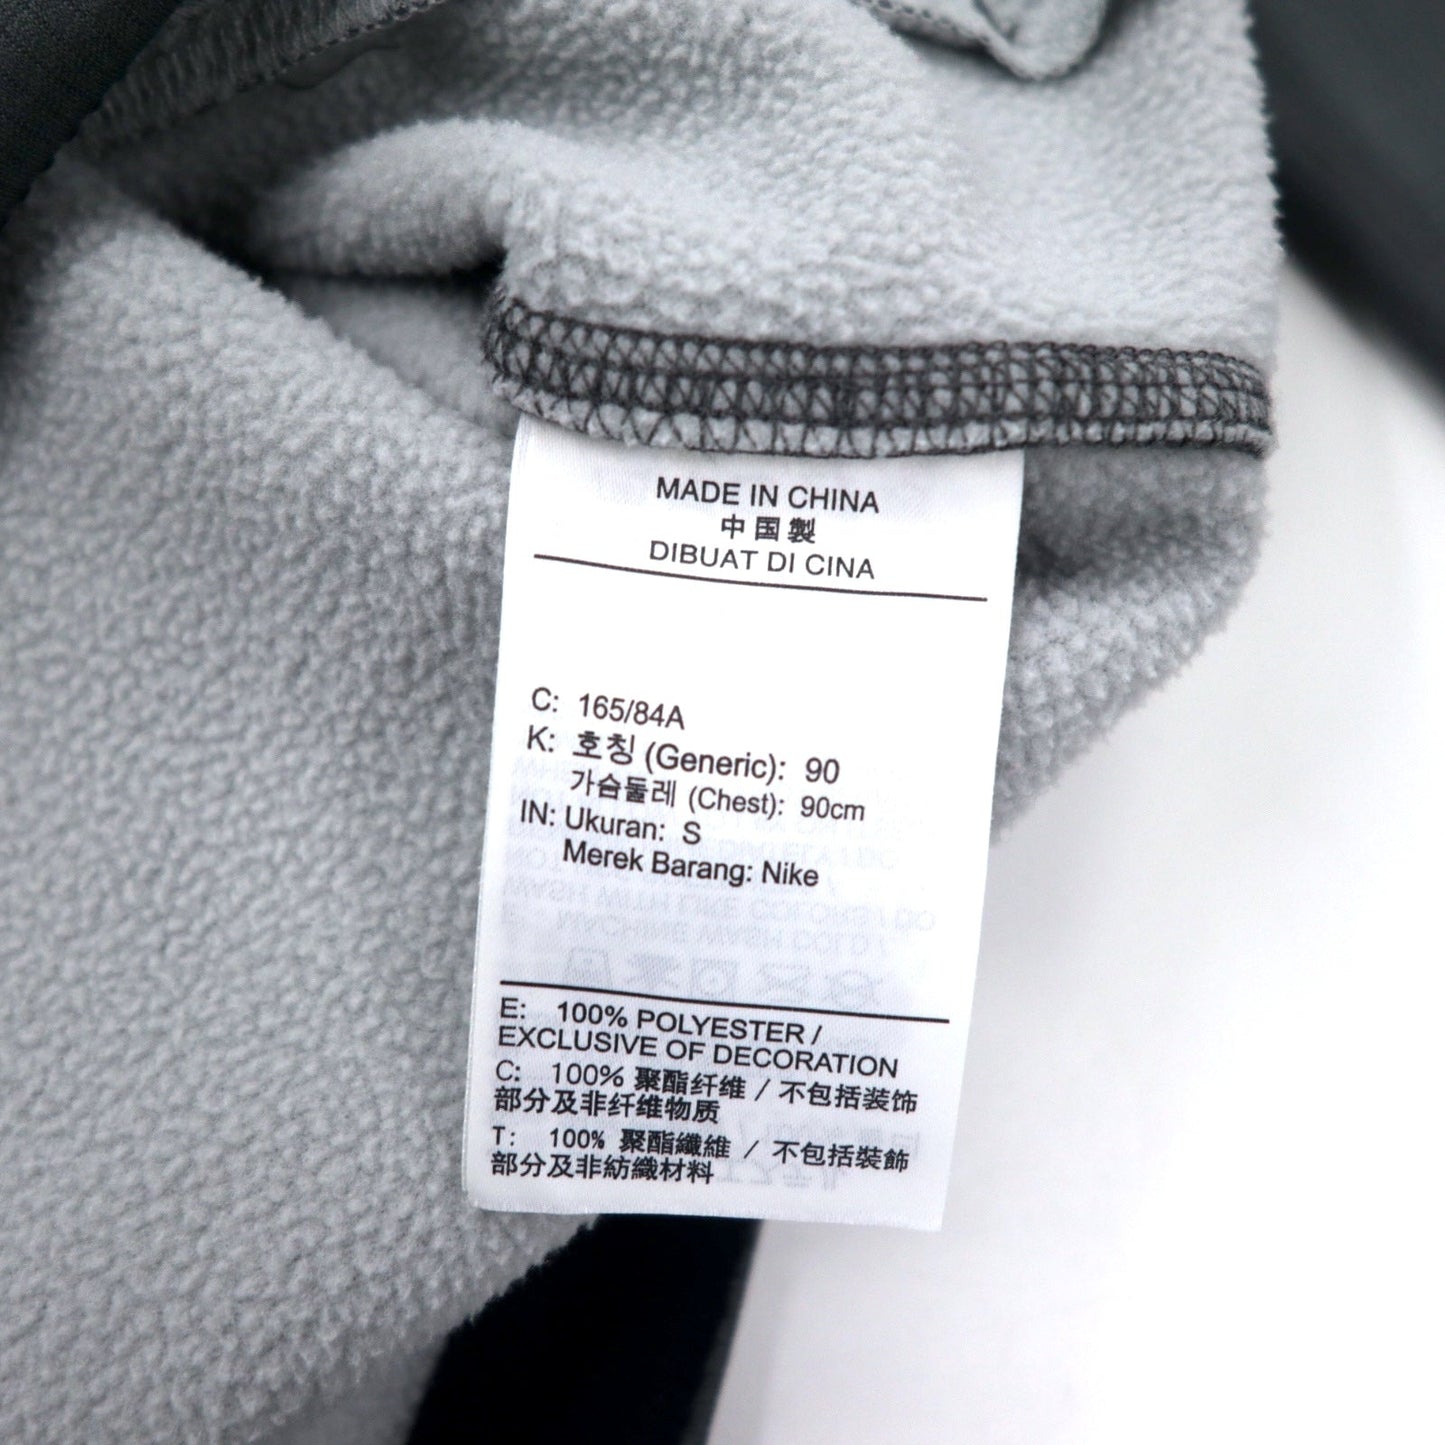 MADE IN CHINA
中国製
DIBUAT DI CINA
C: 165/84A
K: 호칭 (Generic): 90
가슴둘레 (Chest): 90cm
IN: Ukuran: S
Merek Barang: Nike
E: 100% POLYESTER /
EXCLUSIVE OF DECORATION
C: 100% 聚酯纤维 / 不包括装饰
部分及非纤维物质
T: 100% 聚酯纖維 / 不包括裝飾
部分及非紡織材料